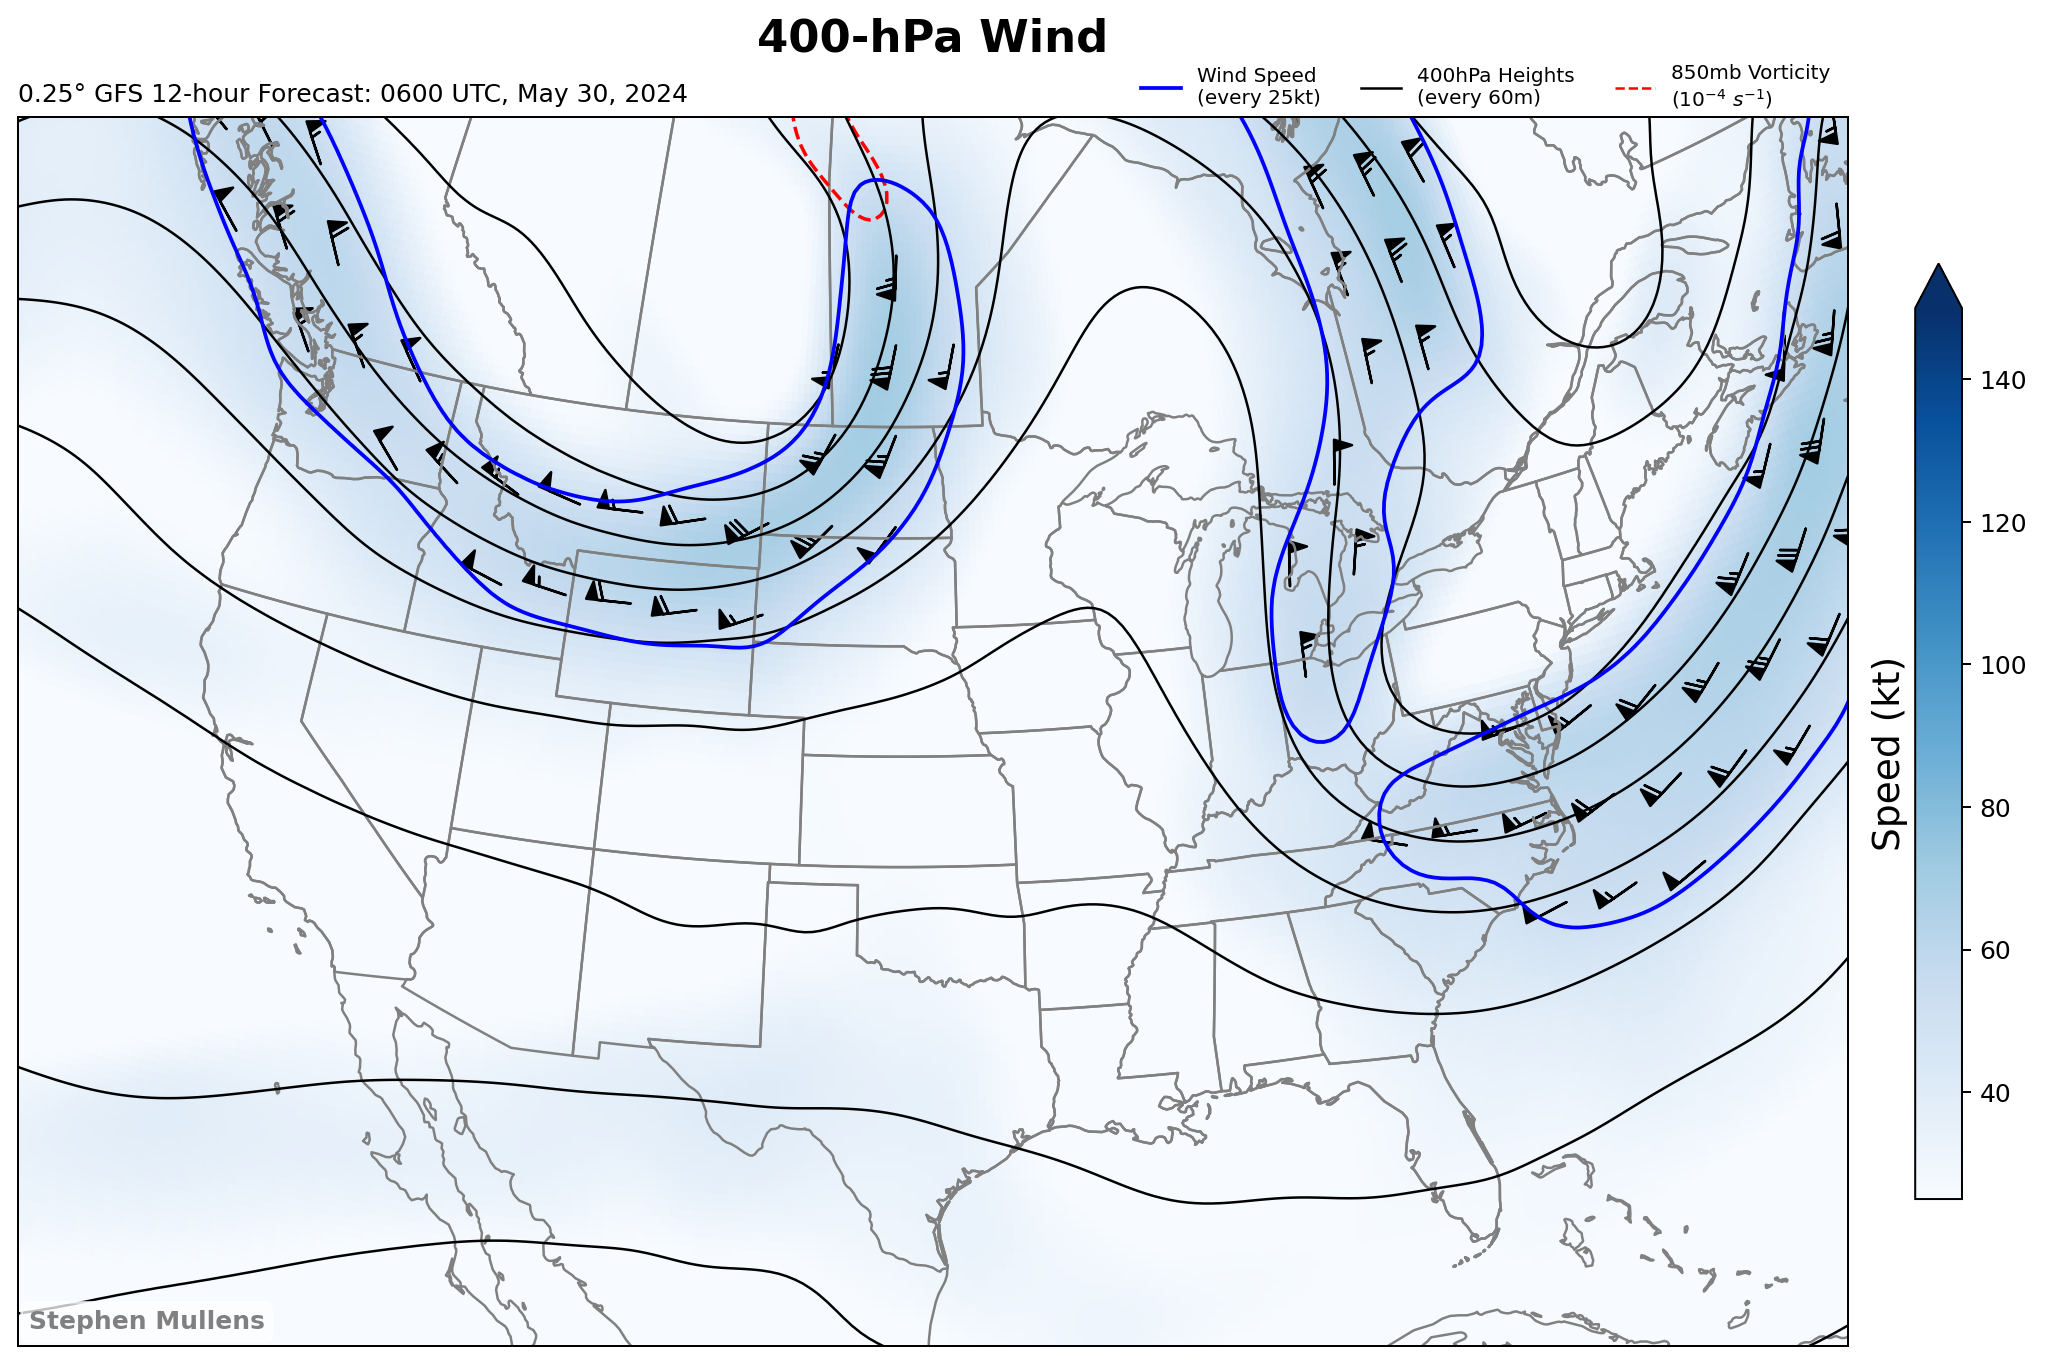 400-hPa Wind
0.25° GFS 12-hour Forecast: 0600 UTC, May 30, 2024
Wind Speed
(every 25kt)
400hPa Heights
(every 60m)
850mb Vorticity
(10⁻⁴ s⁻¹)
140
120
100
80
60
40
Speed (kt)
Stephen Mullens